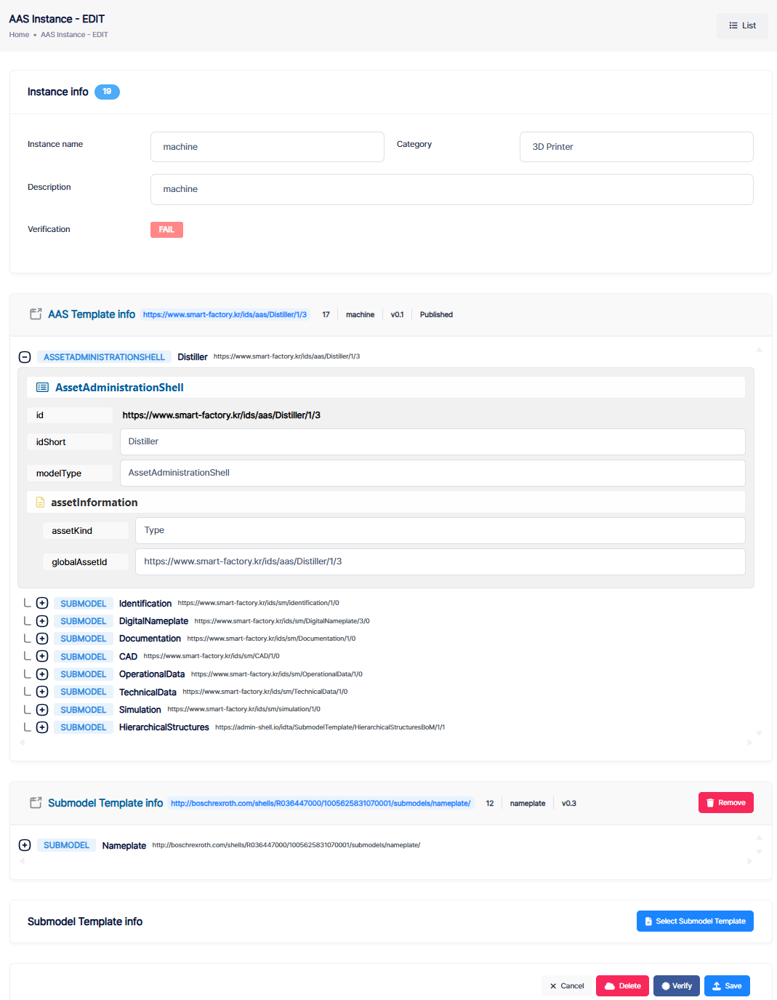 AAS Instance - EDIT
Home • AAS Instance - EDIT
List
Instance info 19
Instance name machine Category 3D Printer
Description machine
Verification FAIL
AAS Template info https://www.smart-factory.kr/ids/aas/Distiller/1/3 17 machine v0.1 Published
ASSETADMINISTRATIONSHELL Distiller https://www.smart-factory.kr/ids/aas/Distiller/1/3
AssetAdministrationShell
id https://www.smart-factory.kr/ids/aas/Distiller/1/3
idShort Distiller
modelType AssetAdministrationShell
assetInformation
assetKind Type
globalAssetId https://www.smart-factory.kr/ids/aas/Distiller/1/3
SUBMODEL Identification https://www.smart-factory.kr/ids/sm/identification/1/0
SUBMODEL DigitalNameplate https://www.smart-factory.kr/ids/sm/DigitalNameplate/3/0
SUBMODEL Documentation https://www.smart-factory.kr/ids/sm/Documentation/1/0
SUBMODEL CAD https://www.smart-factory.kr/ids/sm/CAD/1/0
SUBMODEL OperationalData https://www.smart-factory.kr/ids/sm/OperationalData/1/0
SUBMODEL TechnicalData https://www.smart-factory.kr/ids/sm/TechnicalData/1/0
SUBMODEL Simulation https://www.smart-factory.kr/ids/sm/simulation/1/0
SUBMODEL HierarchicalStructures https://admin-shell.io/idta/SubmodelTemplate/HierarchicalStructuresBoM/1/1
Submodel Template info http://boschrexroth.com/shells/R036447000/1005625831070001/submodels/nameplate/ 12 nameplate v0.3 Remove
SUBMODEL Nameplate http://boschrexroth.com/shells/R036447000/1005625831070001/submodels/nameplate/
Submodel Template info Select Submodel Template
Cancel Delete Verify Save